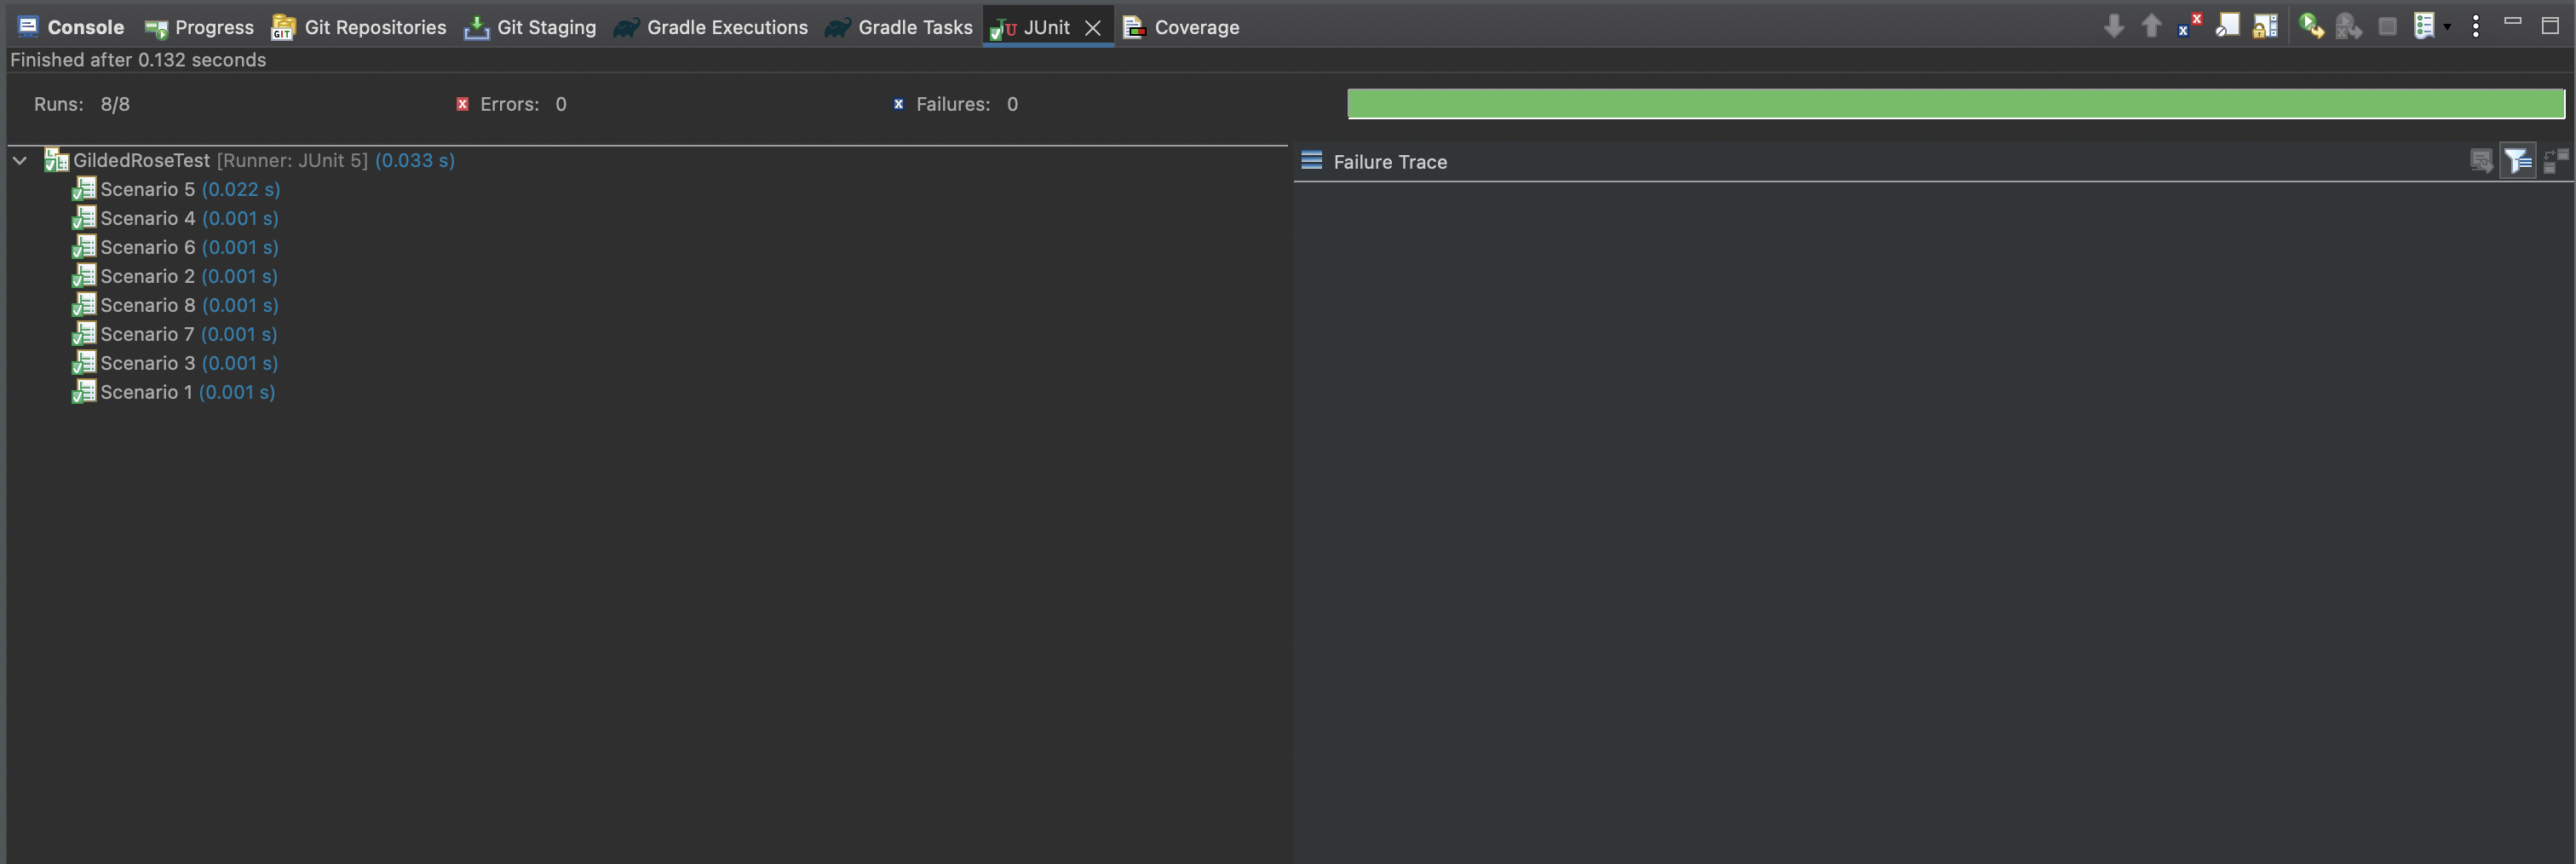 Console Progress Git Repositories Git Staging Gradle Executions Gradle Tasks JUnit Coverage
Finished after 0.132 seconds
Runs: 8/8 Errors: 0 Failures: 0
GildedRoseTest [Runner: JUnit 5] (0.033 s)
Failure Trace
Scenario 5 (0.022 s)
Scenario 4 (0.001 s)
Scenario 6 (0.001 s)
Scenario 2 (0.001 s)
Scenario 8 (0.001 s)
Scenario 7 (0.001 s)
Scenario 3 (0.001 s)
Scenario 1 (0.001 s)